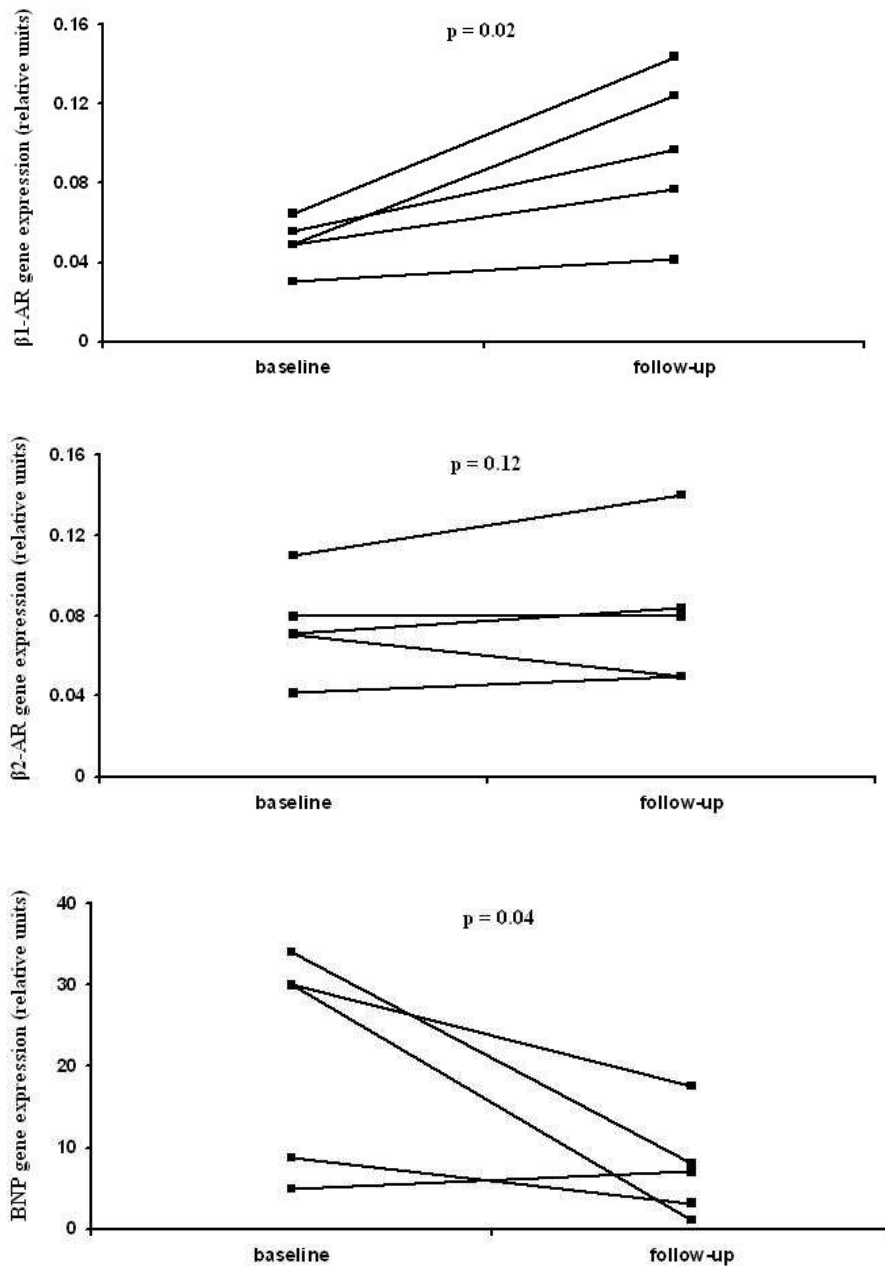 β1-AR gene expression (relative units)
p = 0.02
0.16
0.12
0.08
0.04
0
baseline follow-up
β2-AR gene expression (relative units)
p = 0.12
0.16
0.12
0.08
0.04
0
baseline follow-up
BNP gene expression (relative units)
p = 0.04
40
30
20
10
0
baseline follow-up